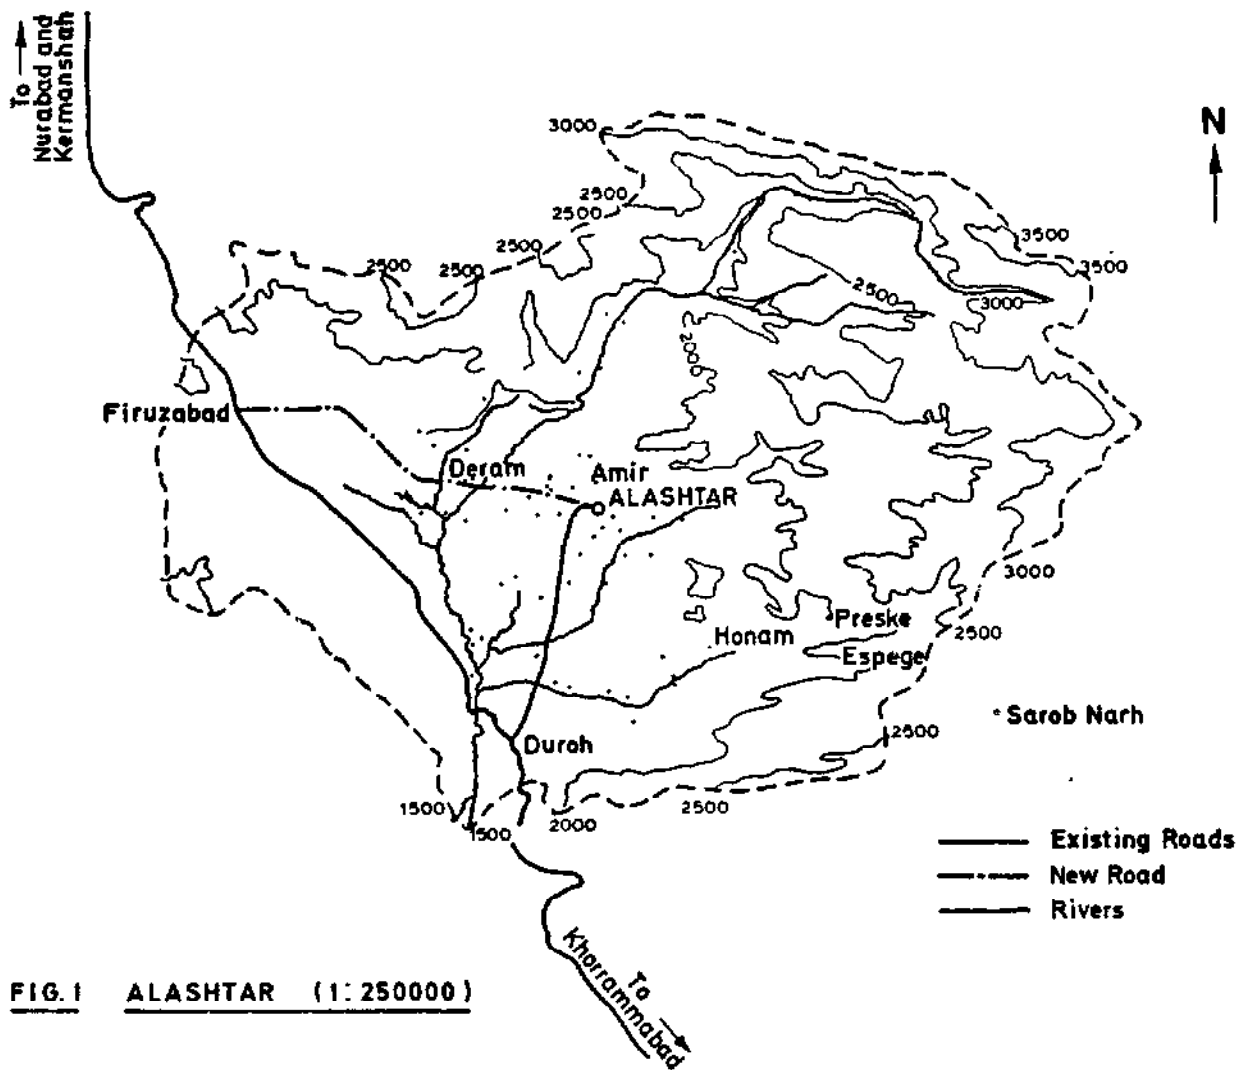 To
Nurabad and
Kermanshah
N
3000
2500
2500
2500
2500
2500
3500
3500
2500
3000
2000
Firuzabad
Deram
Amir
ALASHTAR
3000
Preske
2500
Honam
Espege
Sarob Narh
2500
Duroh
1500
1500
2000
2500
Existing Roads
New Road
Rivers
To
Khorrammabad
FIG.1 ALASHTAR (1:250000)